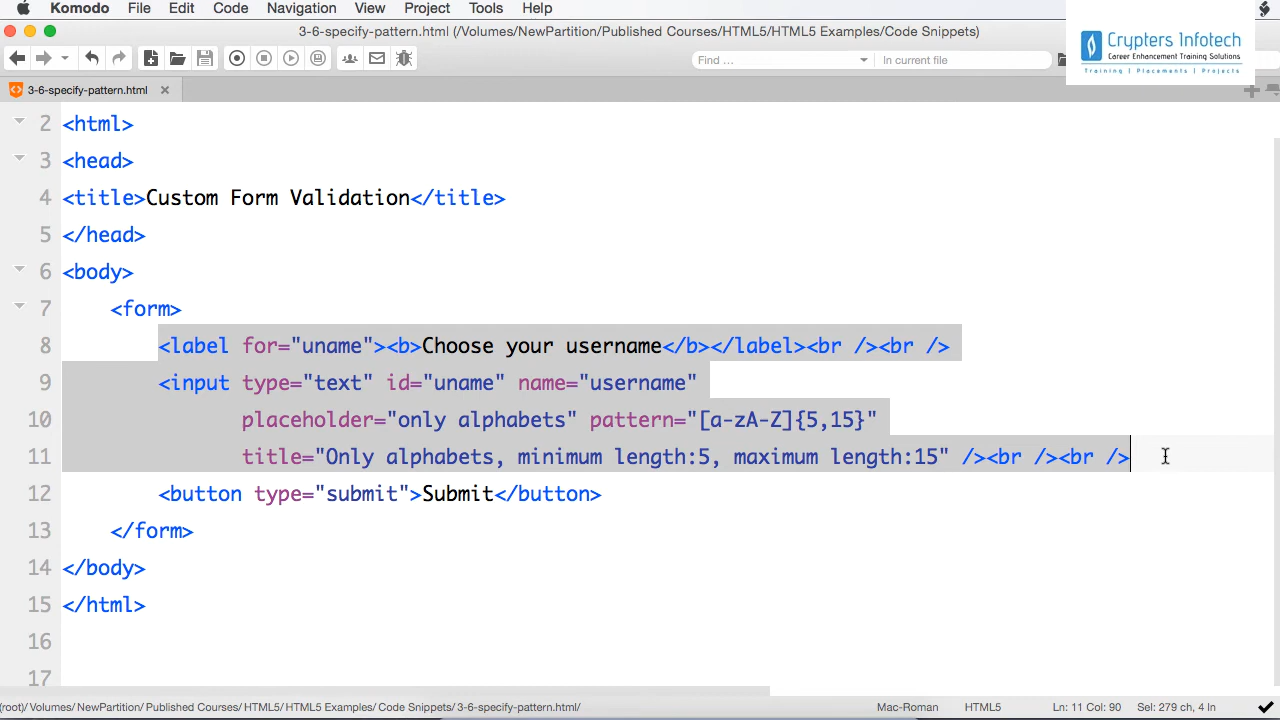 Komodo File Edit Code Navigation View Project Tools Help
3-6-specify-pattern.html (/Volumes/NewPartition/Published Courses/HTML5/HTML5 Examples/Code Snippets)
Crypters Infotech
Career Enhancement Training Solutions
Training | Placements | Projects
Find ... In current file
3-6-specify-pattern.html
2 <html>
3 <head>
4 <title>Custom Form Validation</title>
5 </head>
6 <body>
7 <form>
8 <label for="uname"><b>Choose your username</b></label><br /><br />
9 <input type="text" id="uname" name="username"
10 placeholder="only alphabets" pattern="[a-zA-Z]{5,15}"
11 title="Only alphabets, minimum length:5, maximum length:15" /><br /><br />
12 <button type="submit">Submit</button>
13 </form>
14 </body>
15 </html>
16
17
(root)/ Volumes/ NewPartition/ Published Courses/ HTML5/ HTML5 Examples/ Code Snippets/ 3-6-specify-pattern.html/ Mac-Roman HTML5 Ln: 11 Col: 90 Sel: 279 ch, 4 ln